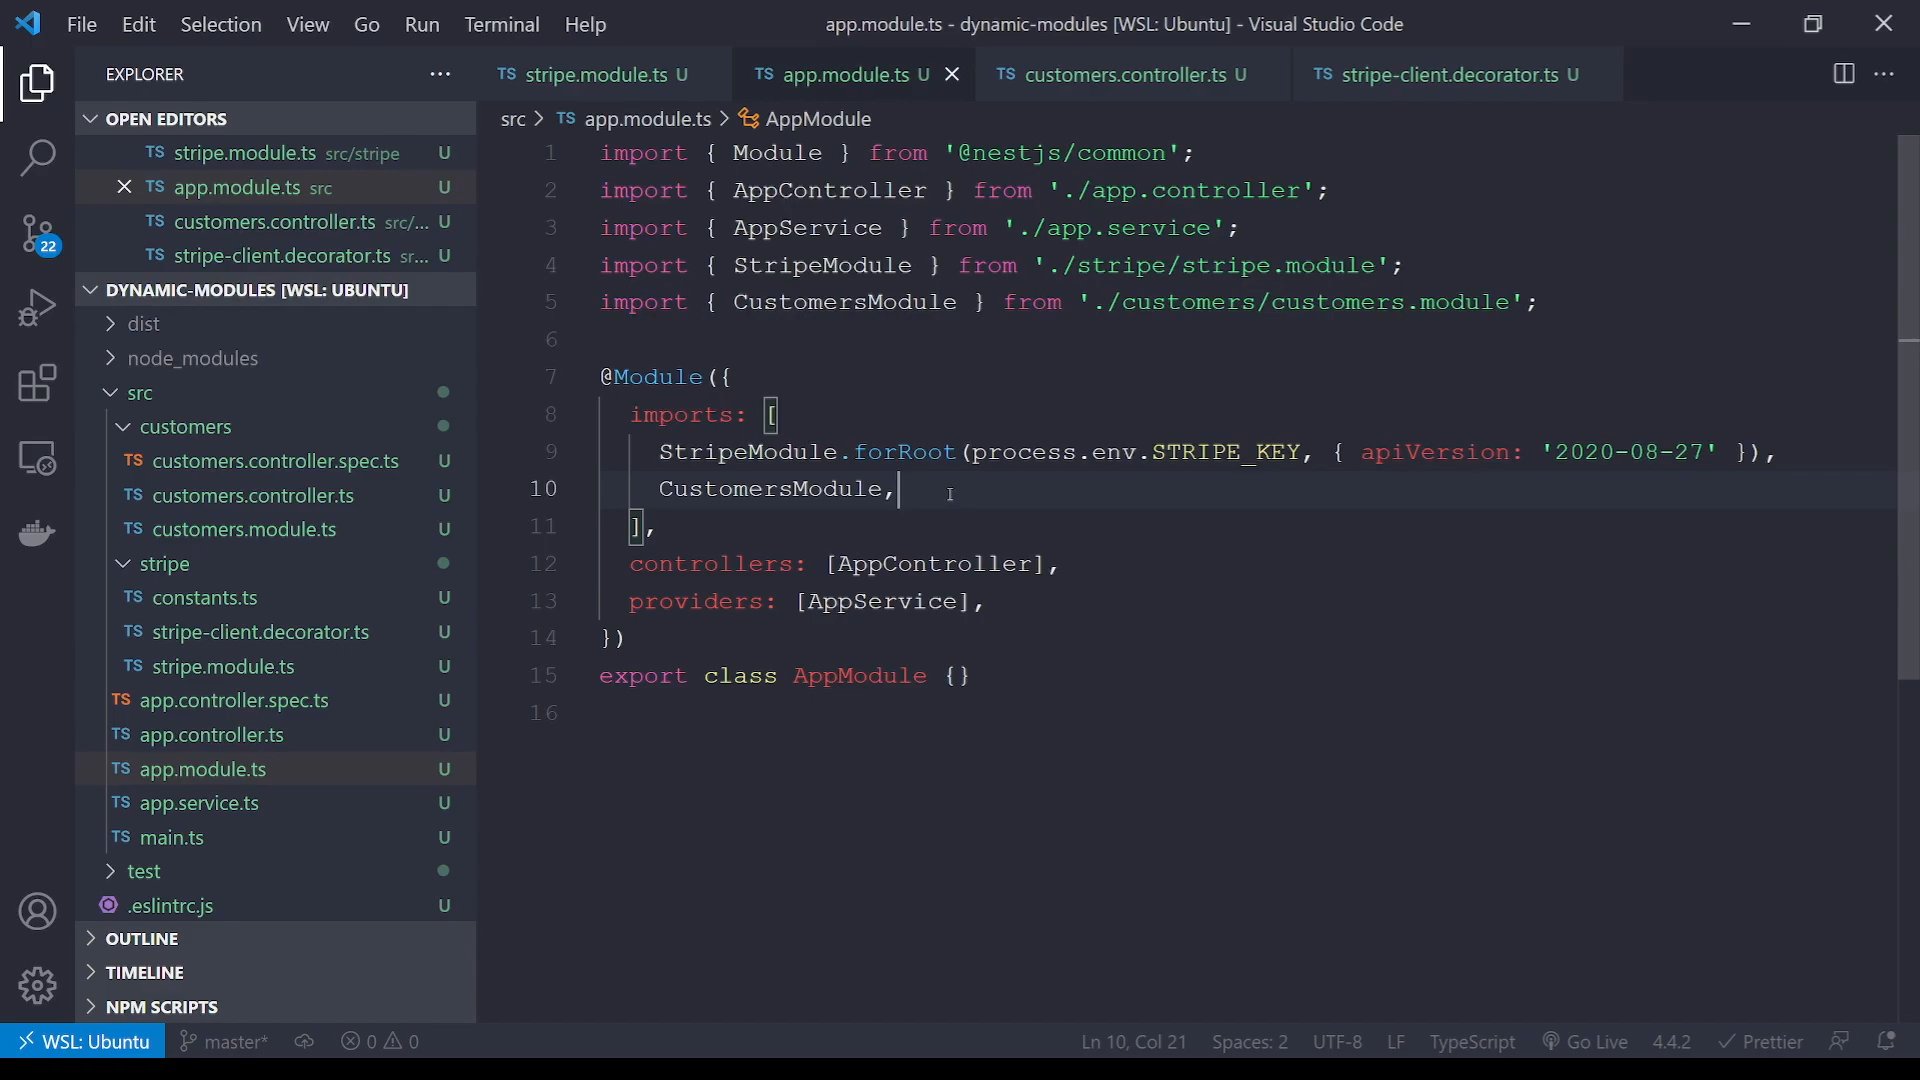 File Edit Selection View Go Run Terminal Help
app.module.ts - dynamic-modules [WSL: Ubuntu] - Visual Studio Code
EXPLORER
TS stripe.module.ts U
TS app.module.ts U
TS customers.controller.ts U
TS stripe-client.decorator.ts U
OPEN EDITORS
TS stripe.module.ts src/stripe U
TS app.module.ts src U
TS customers.controller.ts src/... U
TS stripe-client.decorator.ts sr... U
DYNAMIC-MODULES [WSL: UBUNTU]
dist
node_modules
src
customers
TS customers.controller.spec.ts U
TS customers.controller.ts U
TS customers.module.ts U
stripe
TS constants.ts U
TS stripe-client.decorator.ts U
TS stripe.module.ts U
TS app.controller.spec.ts U
TS app.controller.ts U
TS app.module.ts U
TS app.service.ts U
TS main.ts U
test
.eslintrc.js U
OUTLINE
TIMELINE
NPM SCRIPTS
22
src > TS app.module.ts > AppModule
1 import { Module } from '@nestjs/common';
2 import { AppController } from './app.controller';
3 import { AppService } from './app.service';
4 import { StripeModule } from './stripe/stripe.module';
5 import { CustomersModule } from './customers/customers.module';
6
7 @Module({
8 imports: [
9 StripeModule.forRoot(process.env.STRIPE_KEY, { apiVersion: '2020-08-27' }),
10 CustomersModule,
11 ],
12 controllers: [AppController],
13 providers: [AppService],
14 })
15 export class AppModule {}
16
WSL: Ubuntu master* 0 0 Ln 10, Col 21 Spaces: 2 UTF-8 LF TypeScript Go Live 4.4.2 Prettier